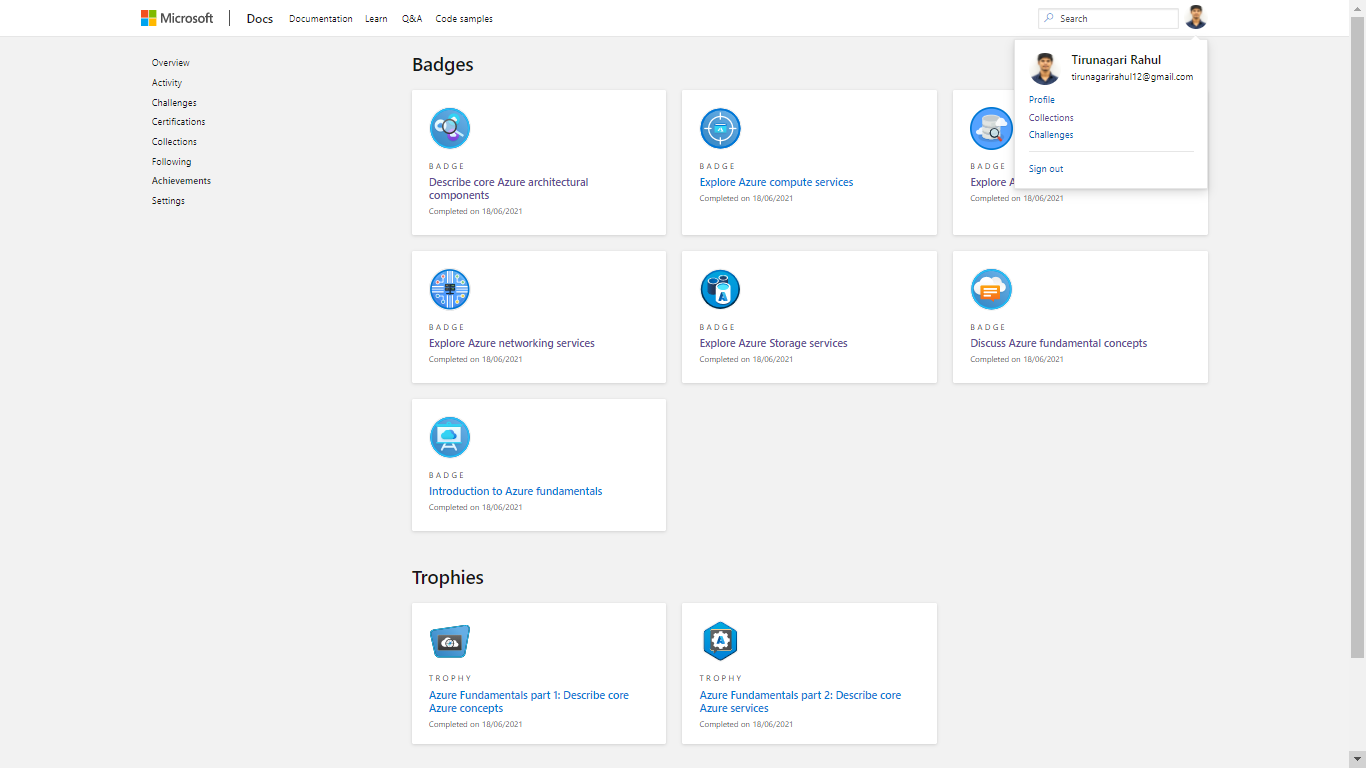 Microsoft
Docs
Documentation
Learn
Q&A
Code samples
Search
Tirunagari Rahul
tirunagarirahul12@gmail.com
Profile
Collections
Challenges
Sign out
Overview
Activity
Challenges
Certifications
Collections
Following
Achievements
Settings
Badges
BADGE
Describe core Azure architectural
components
Completed on 18/06/2021
BADGE
Explore Azure compute services
Completed on 18/06/2021
BADGE
Explore A
Completed on 18/06/2021
BADGE
Explore Azure networking services
Completed on 18/06/2021
BADGE
Explore Azure Storage services
Completed on 18/06/2021
BADGE
Discuss Azure fundamental concepts
Completed on 18/06/2021
BADGE
Introduction to Azure fundamentals
Completed on 18/06/2021
Trophies
TROPHY
Azure Fundamentals part 1: Describe core
Azure concepts
Completed on 18/06/2021
TROPHY
Azure Fundamentals part 2: Describe core
Azure services
Completed on 18/06/2021